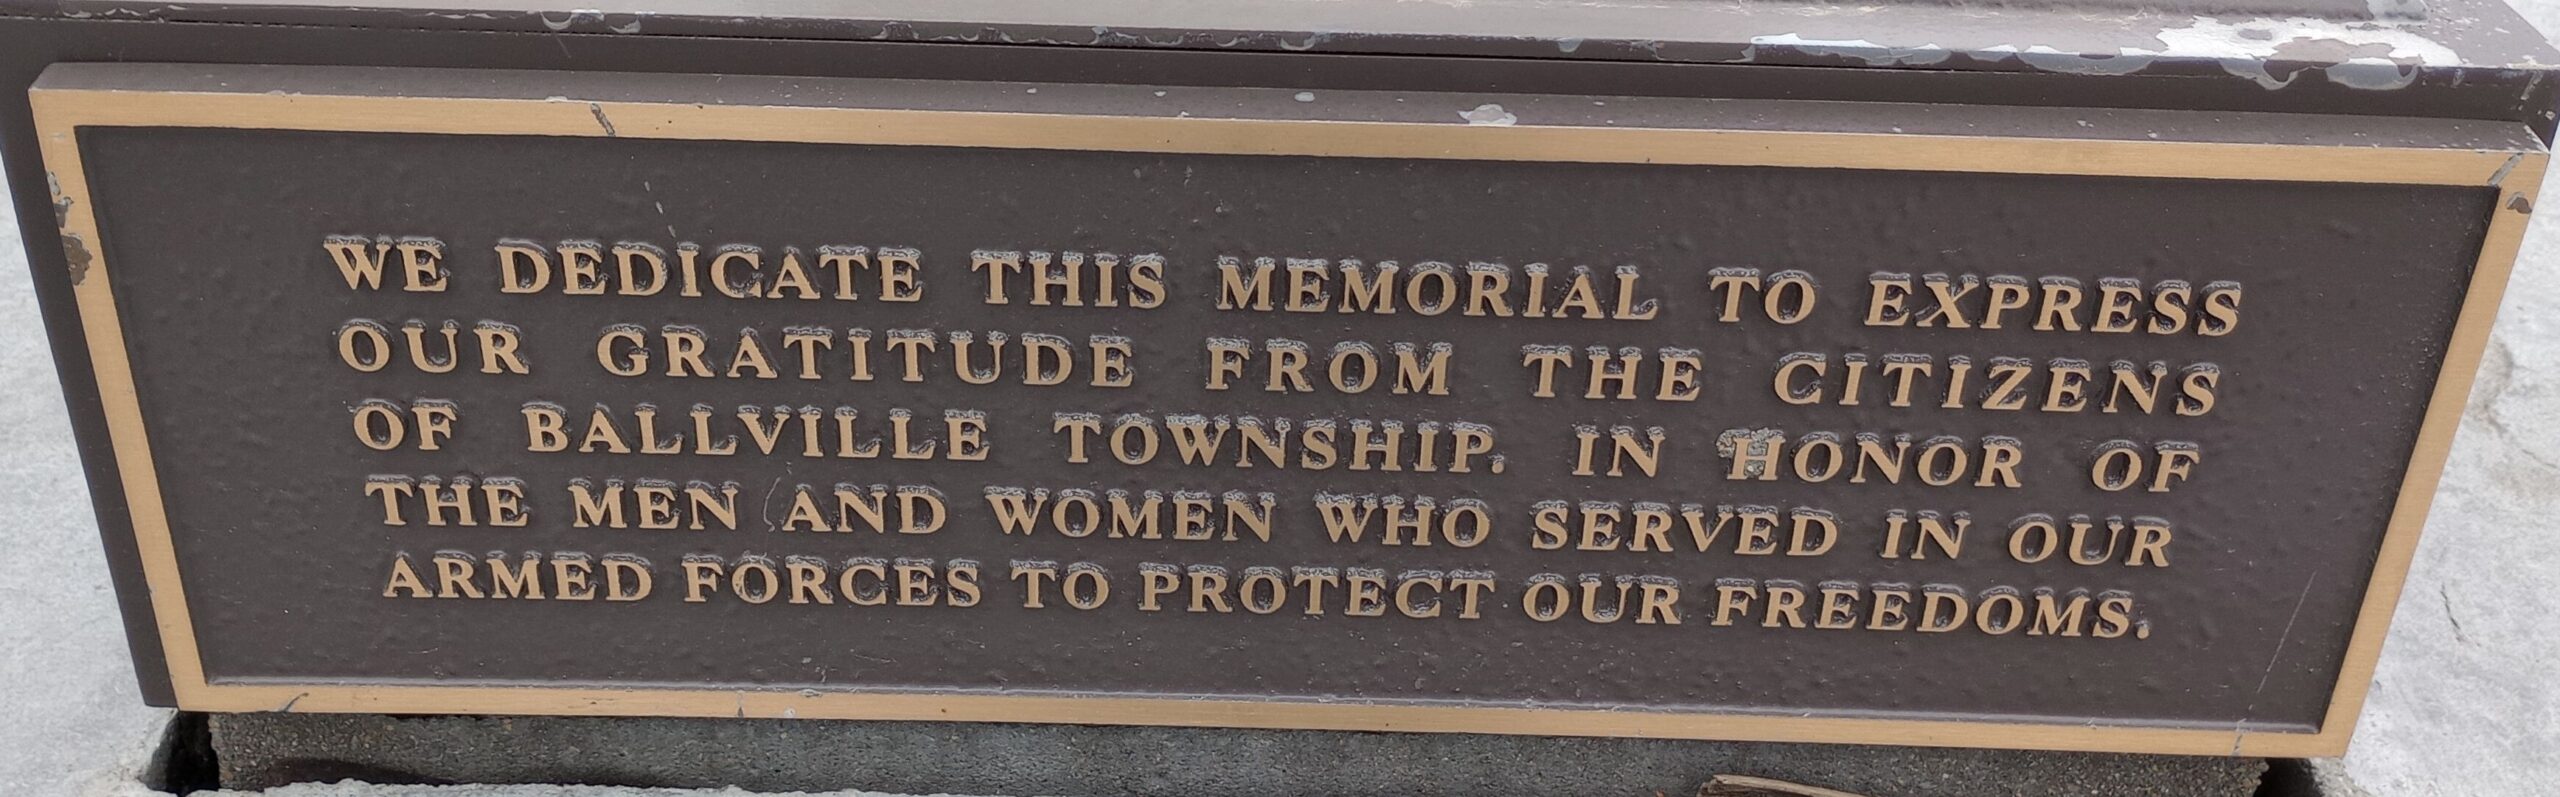 WE DEDICATE THIS MEMORIAL TO EXPRESS
OUR GRATITUDE FROM THE CITIZENS
OF BALLVILLE TOWNSHIP. IN HONOR OF
THE MEN AND WOMEN WHO SERVED IN OUR
ARMED FORCES TO PROTECT OUR FREEDOMS.